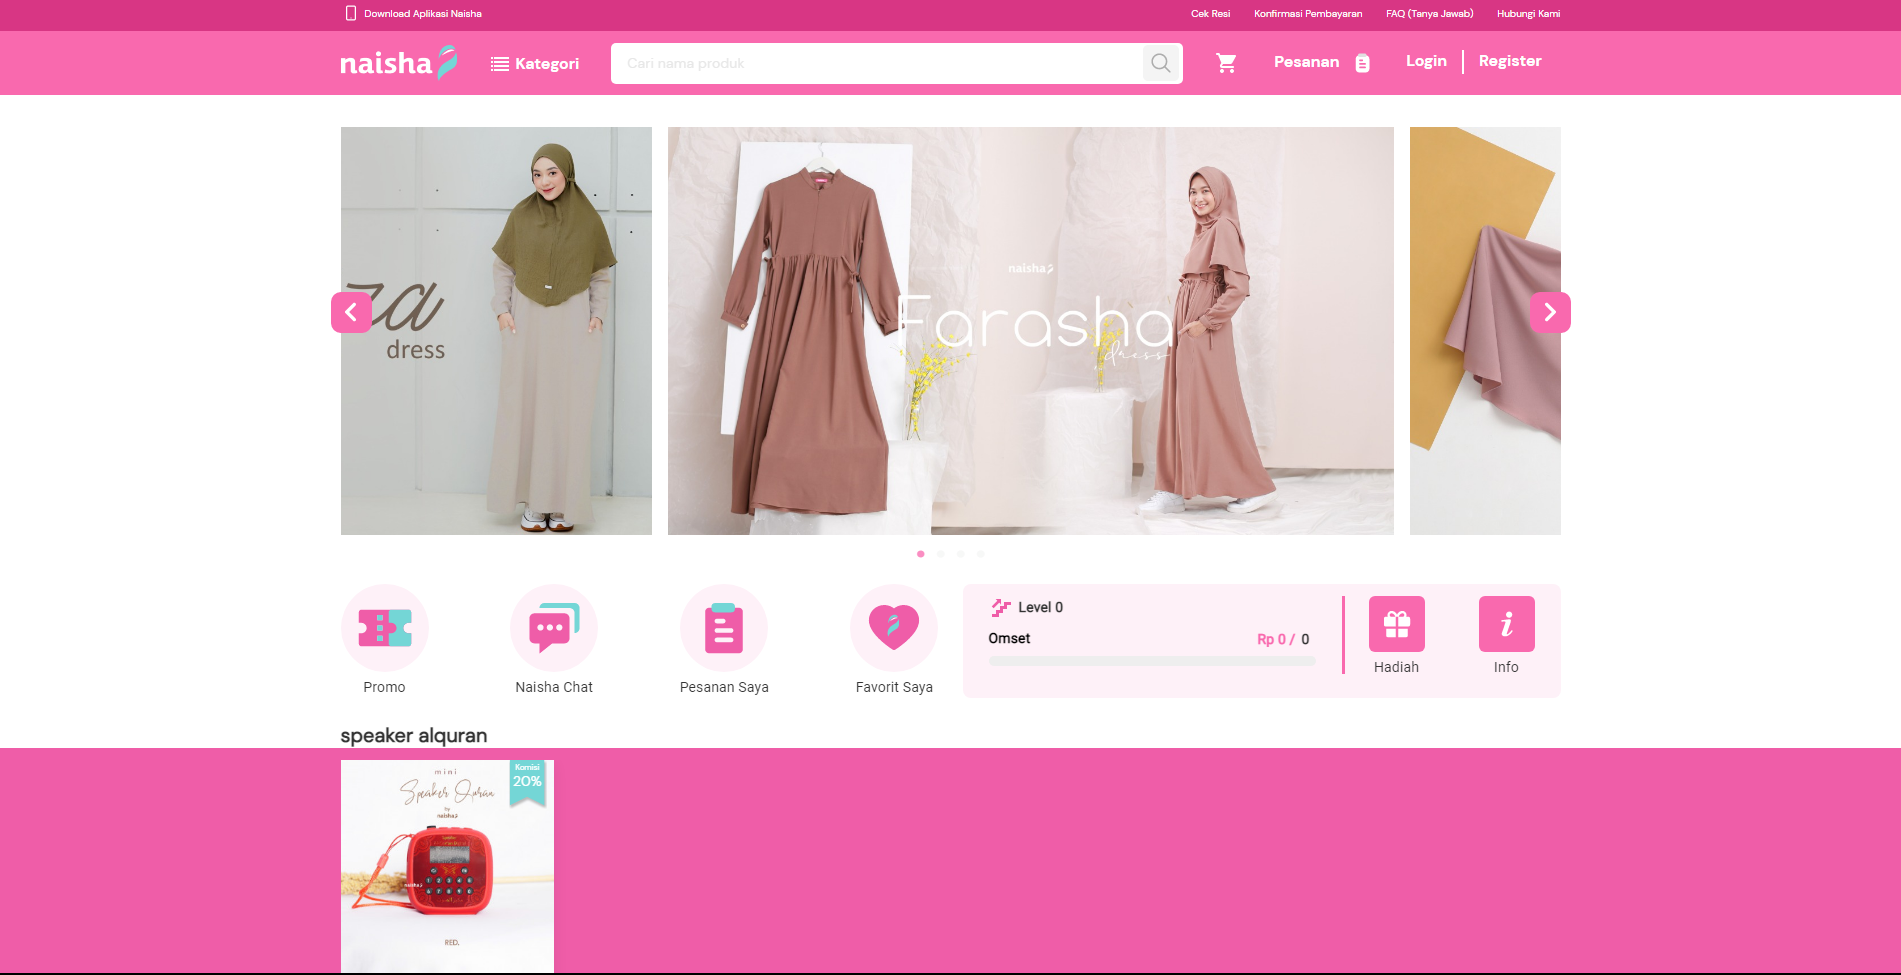 Download Aplikasi Naisha
Cek Resi
Konfirmasi Pembayaran
FAQ (Tanya Jawab)
Hubungi Kami
naisha
Kategori
Cari nama produk
Pesanan
Login
Register
za
dress
naisha
Farasha
dress
Promo
Naisha Chat
Pesanan Saya
Favorit Saya
Level 0
Omset
Rp 0 / 0
Hadiah
Info
speaker alquran
mini
Speaker Quran
by
naisha
Komisi
20%
naisha
RED.